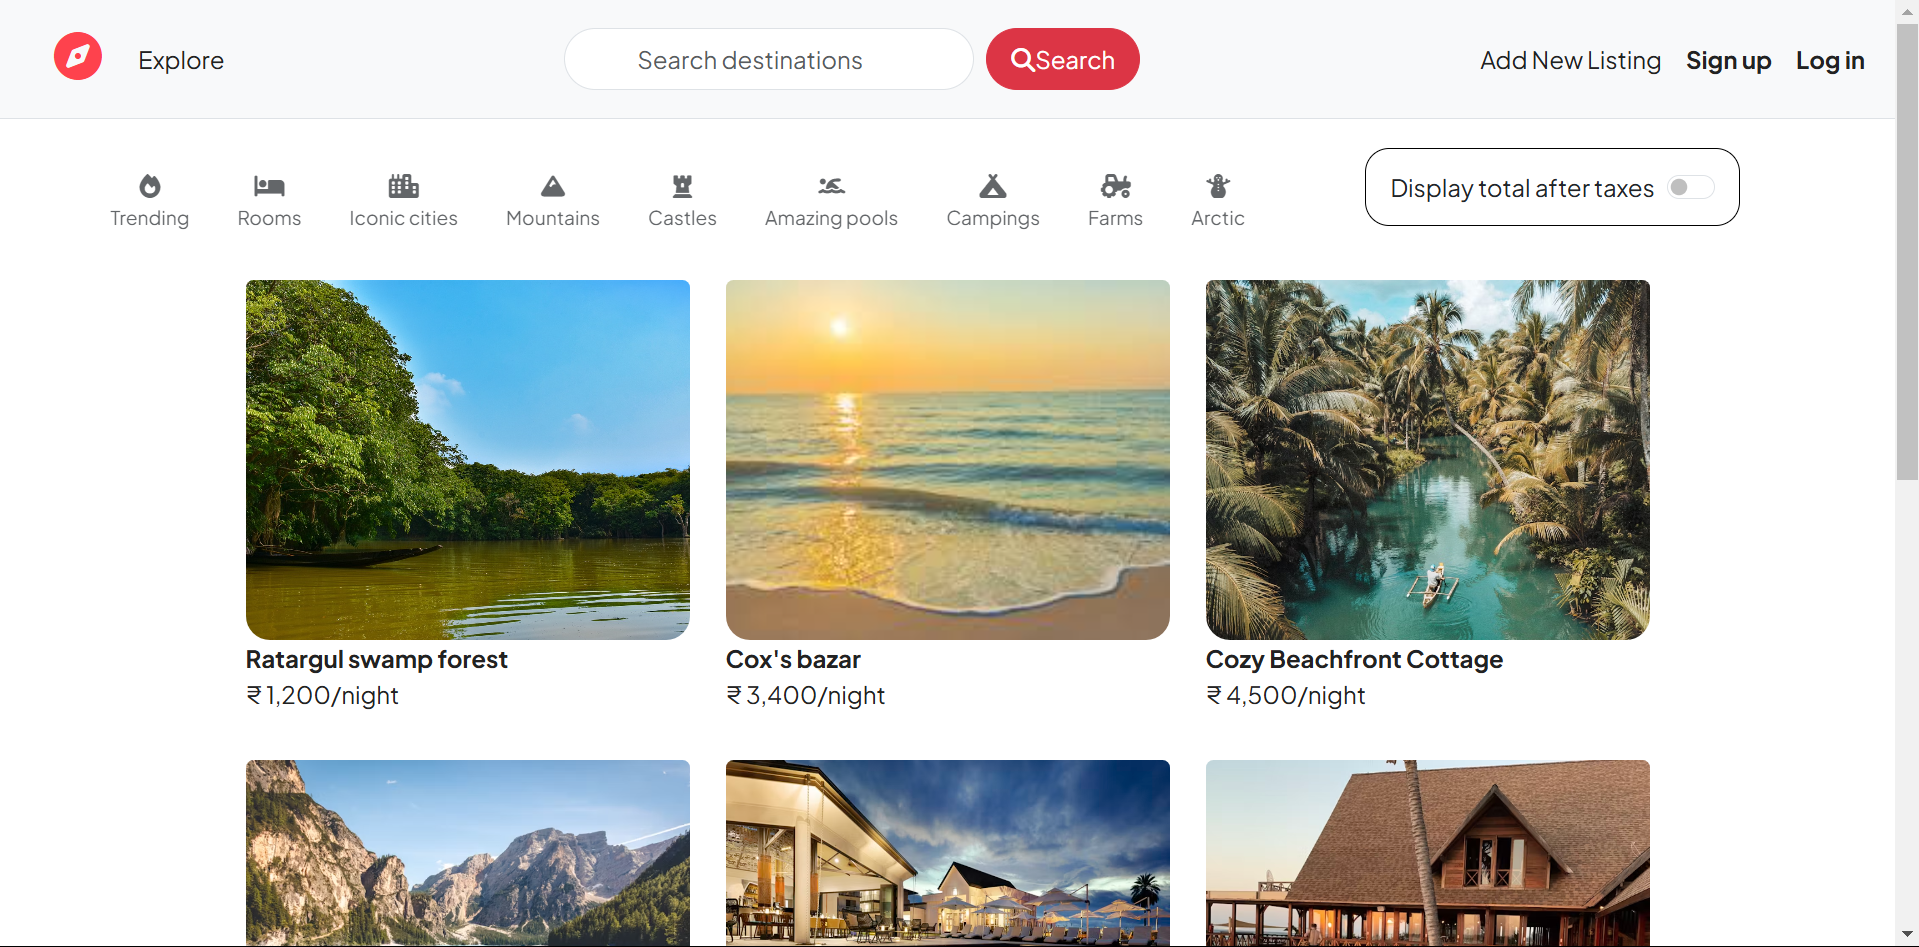 Explore
Search destinations
Search
Add New Listing
Sign up
Log in
Trending
Rooms
Iconic cities
Mountains
Castles
Amazing pools
Campings
Farms
Arctic
Display total after taxes
Ratargul swamp forest
₹ 1,200/night
Cox's bazar
₹ 3,400/night
Cozy Beachfront Cottage
₹ 4,500/night